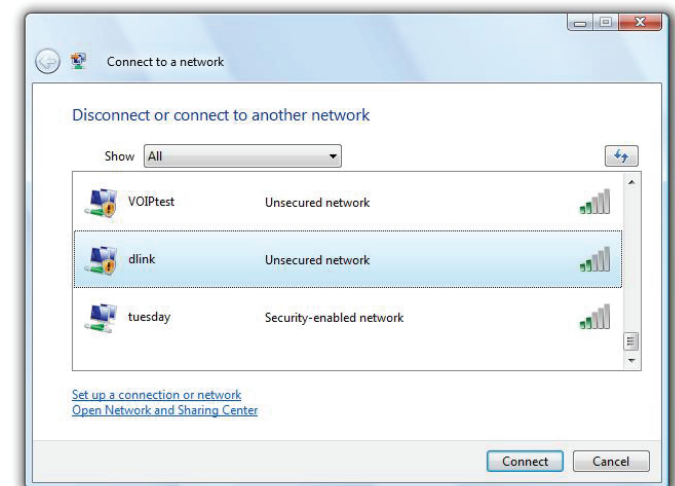 Connect to a network
Disconnect or connect to another network
Show All
VOIPtest Unsecured network
dlink Unsecured network
tuesday Security-enabled network
Set up a connection or network
Open Network and Sharing Center
Connect Cancel